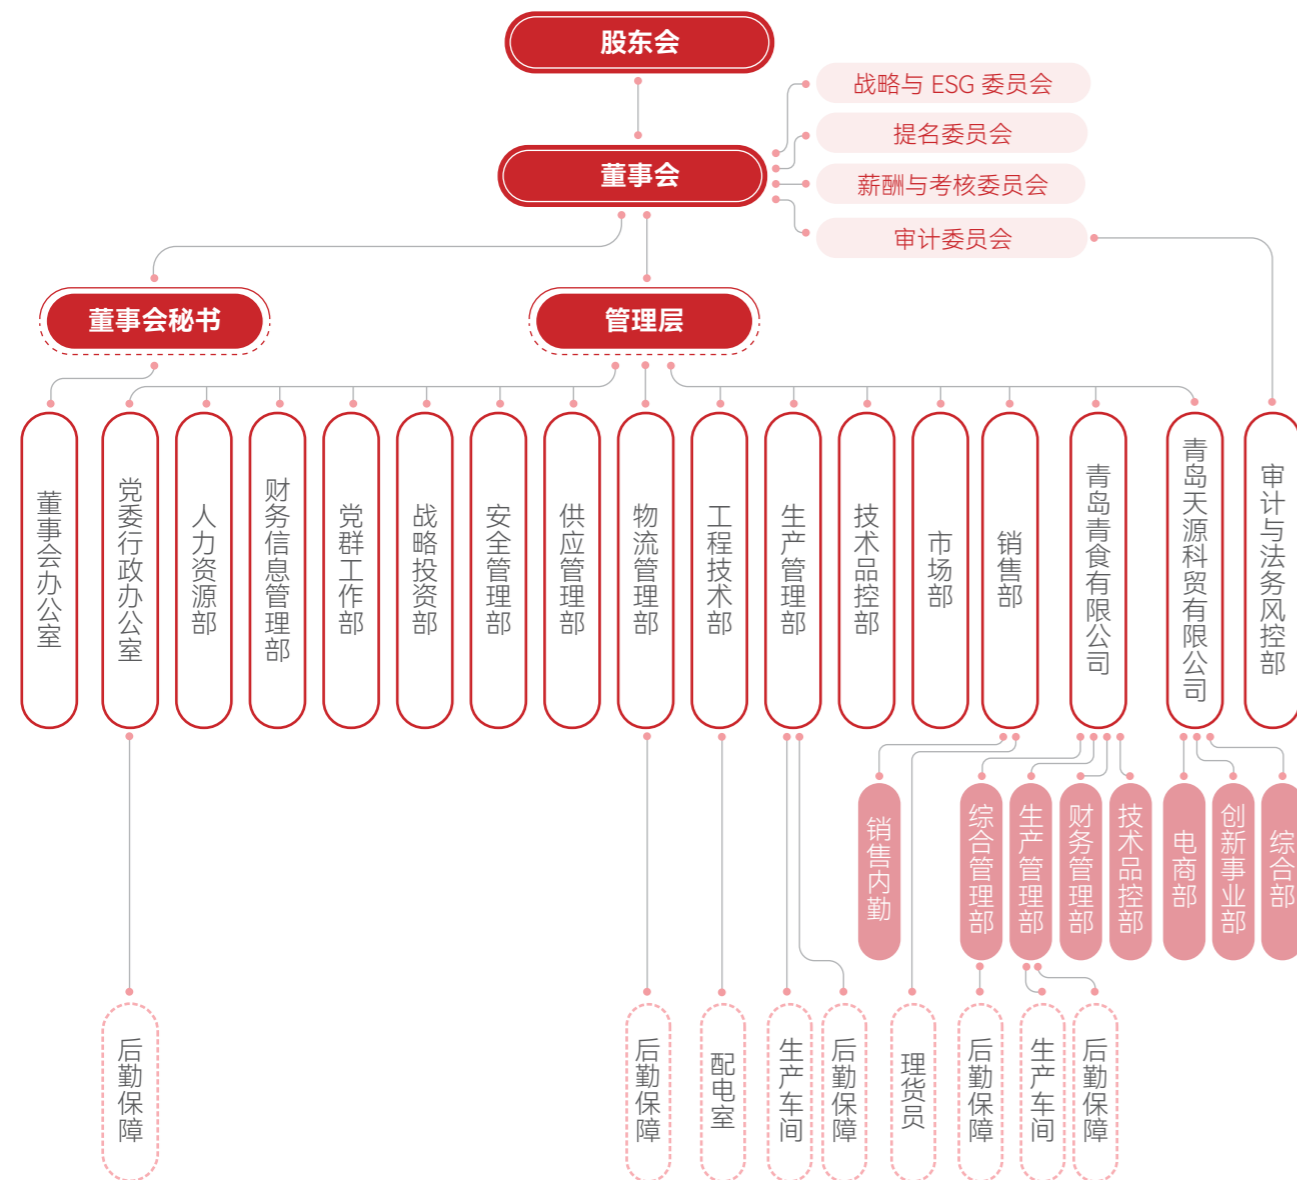 股东会
战略与 ESG 委员会
提名委员会
董事会
薪酬与考核委员会
审计委员会
董事会秘书
管理层
董事会办公室
党委行政办公室
人力资源部
财务信息管理部
党群工作部
战略投资部
安全管理部
供应管理部
物流管理部
工程技术部
生产管理部
技术品控部
市场部
销售部
青岛青食有限公司
青岛天源科贸有限公司
审计与法务风控部
销售内勤
综合管理部
生产管理部
财务管理部
技术品控部
电商部
创新事业部
综合部
后勤保障
后勤保障
配电室
生产车间
后勤保障
理货员
后勤保障
生产车间
后勤保障